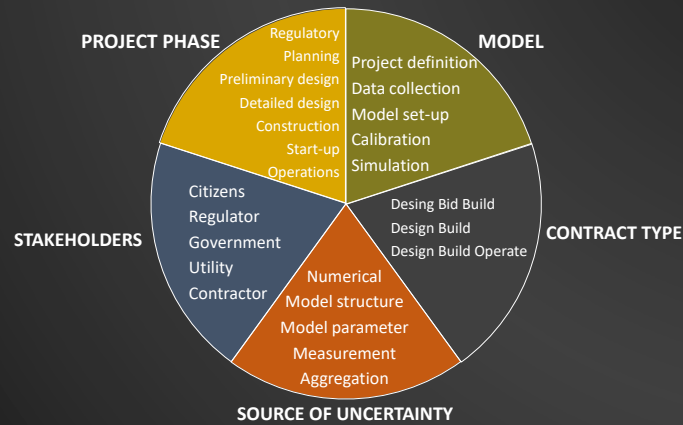 PROJECT PHASE
Regulatory
Planning
Preliminary design
Detailed design
Construction
Start-up
Operations
MODEL
Project definition
Data collection
Model set-up
Calibration
Simulation
CONTRACT TYPE
Desing Bid Build
Design Build
Design Build Operate
SOURCE OF UNCERTAINTY
Numerical
Model structure
Model parameter
Measurement
Aggregation
STAKEHOLDERS
Citizens
Regulator
Government
Utility
Contractor